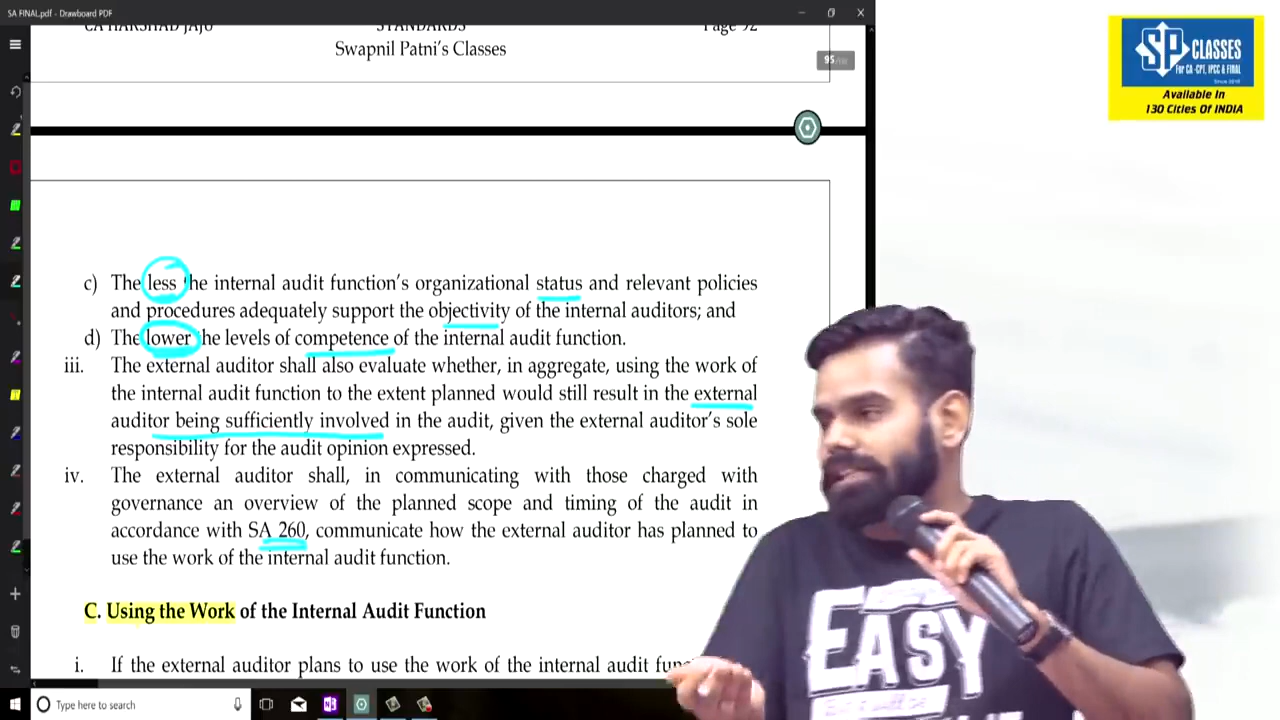 SA FINAL.pdf - Drawboard PDF
CA HARSHAD JAJU STANDARDS Page 92
Swapnil Patni's Classes
95
SP CLASSES
For CA -CPT, IPCC & FINAL
Available In
130 Cities Of INDIA
c) The less the internal audit function's organizational status and relevant policies
and procedures adequately support the objectivity of the internal auditors; and
d) The lower the levels of competence of the internal audit function.
iii. The external auditor shall also evaluate whether, in aggregate, using the work of
the internal audit function to the extent planned would still result in the external
auditor being sufficiently involved in the audit, given the external auditor's sole
responsibility for the audit opinion expressed.
iv. The external auditor shall, in communicating with those charged with
governance an overview of the planned scope and timing of the audit in
accordance with SA 260, communicate how the external auditor has planned to
use the work of the internal audit function.
C. Using the Work of the Internal Audit Function
i. If the external auditor plans to use the work of the internal audit
EASY
Type here to search